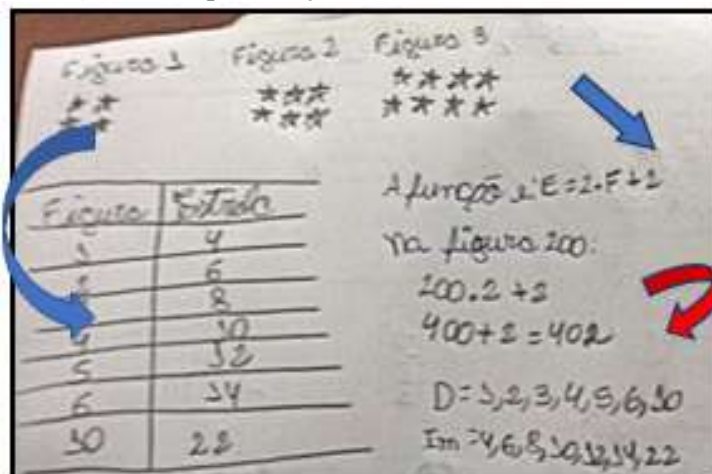 Figura 1 Figura 2 Figura 3
Figura Estrela
1 4
2 6
8
4 10
5 12
6 14
10 22
A função é: E=2.F+2
na figura 200:
200.2+2
400+2=402
D=1,2,3,4,5,6,10
Im=4,6,8,10,12,14,22